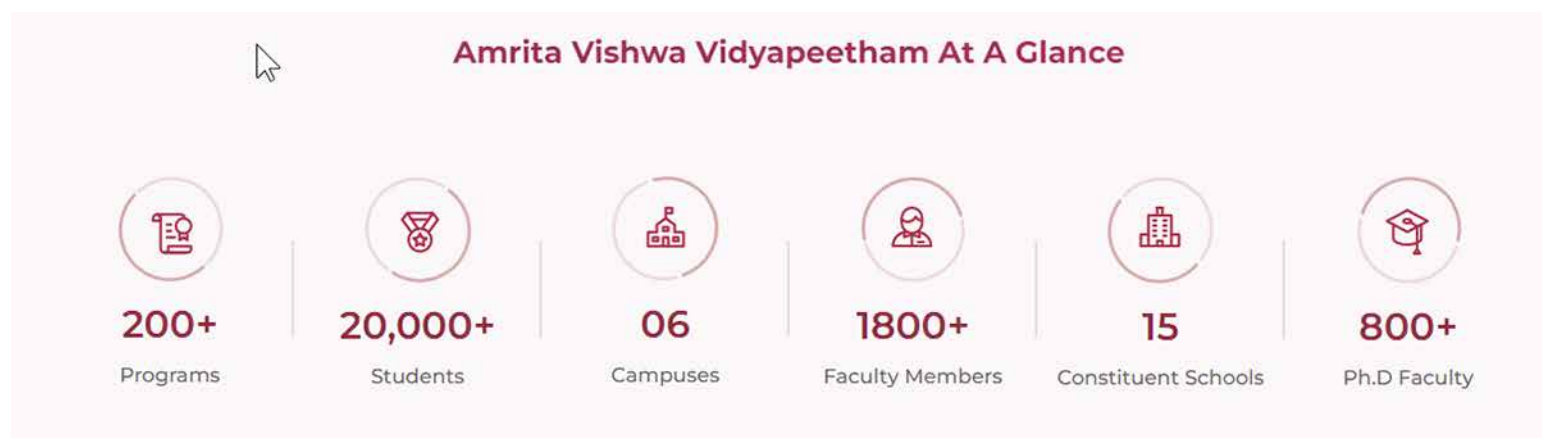 Amrita Vishwa Vidyapeetham At A Glance
200+
Programs
20,000+
Students
06
Campuses
1800+
Faculty Members
15
Constituent Schools
800+
Ph.D Faculty